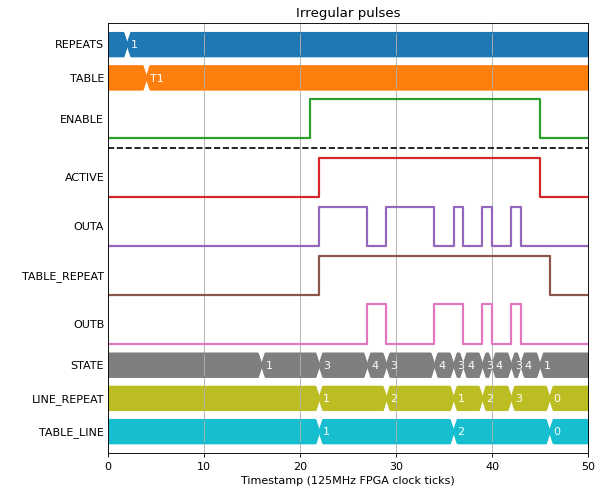 Irregular pulses
REPEATS 1
TABLE T1
ENABLE
ACTIVE
OUTA
TABLE_REPEAT
OUTB
STATE 1 3 4 3 4 3 4 3 4 3 4 1
LINE_REPEAT 1 2 1 2 3 0
TABLE_LINE 1 2 0
0 10 20 30 40 50
Timestamp (125MHz FPGA clock ticks)